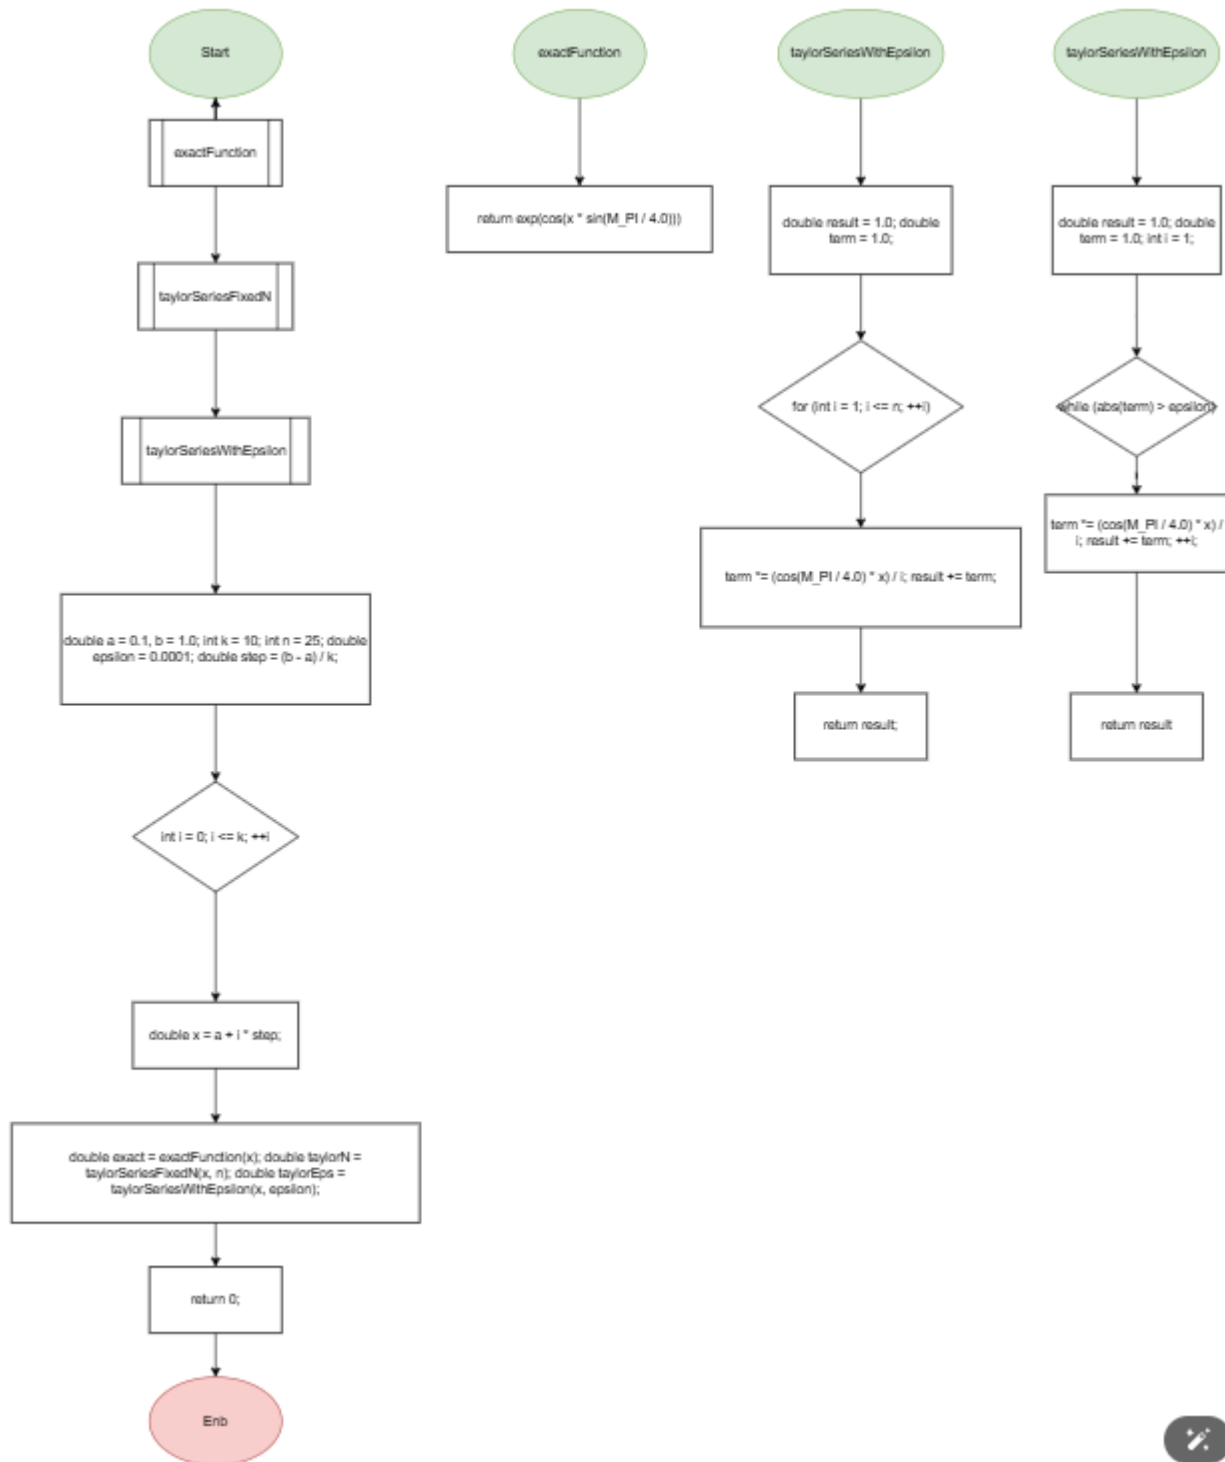 Start
exactFunction
taylorSeriesFixedN
taylorSeriesWithEpsilon
double a = 0.1, b = 1.0; int k = 10; int n = 25; double
epsilon = 0.0001; double step = (b - a) / k;
int i = 0; i <= k; ++i
double x = a + i * step;
double exact = exactFunction(x); double taylorN =
taylorSeriesFixedN(x, n); double taylorEps =
taylorSeriesWithEpsilon(x, epsilon);
return 0;
Enb
exactFunction
return exp(cos(x * sin(M_PI / 4.0)))
taylorSeriesWithEpsilon
double result = 1.0; double
term = 1.0;
for (int i = 1; i <= n; ++i)
term *= (cos(M_PI / 4.0) * x) / i; result += term;
return result;
taylorSeriesWithEpsilon
double result = 1.0; double
term = 1.0; int i = 1;
while (abs(term) > epsilon)
term *= (cos(M_PI / 4.0) * x) /
i; result += term; ++i;
return result